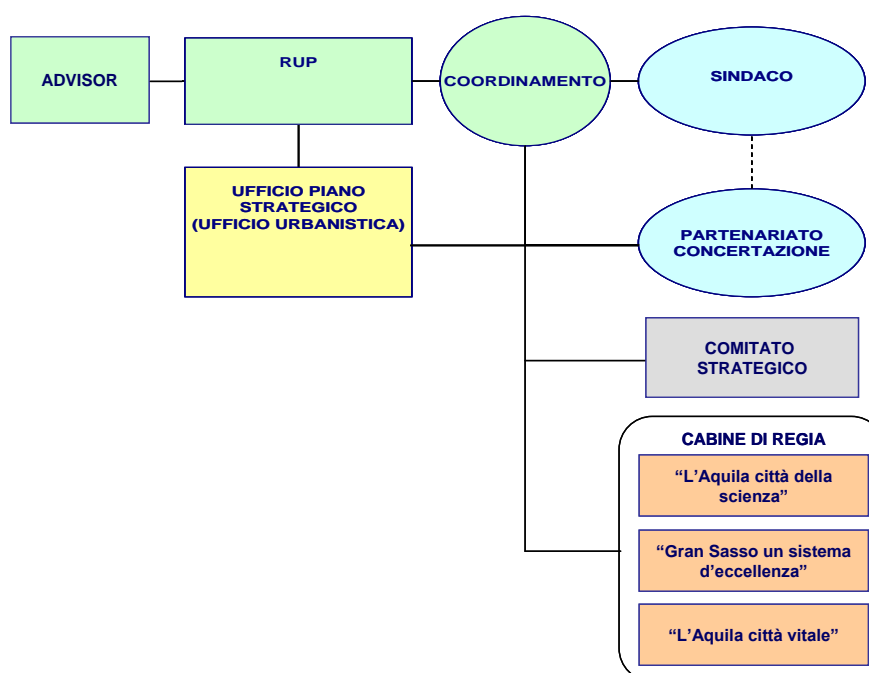 ADVISOR
RUP
COORDINAMENTO
SINDACO
UFFICIO PIANO
STRATEGICO
(UFFICIO URBANISTICA)
PARTENARIATO
CONCERTAZIONE
COMITATO
STRATEGICO
CABINE DI REGIA
“L’Aquila città della
scienza”
“Gran Sasso un sistema
d’eccellenza”
“L’Aquila città vitale”